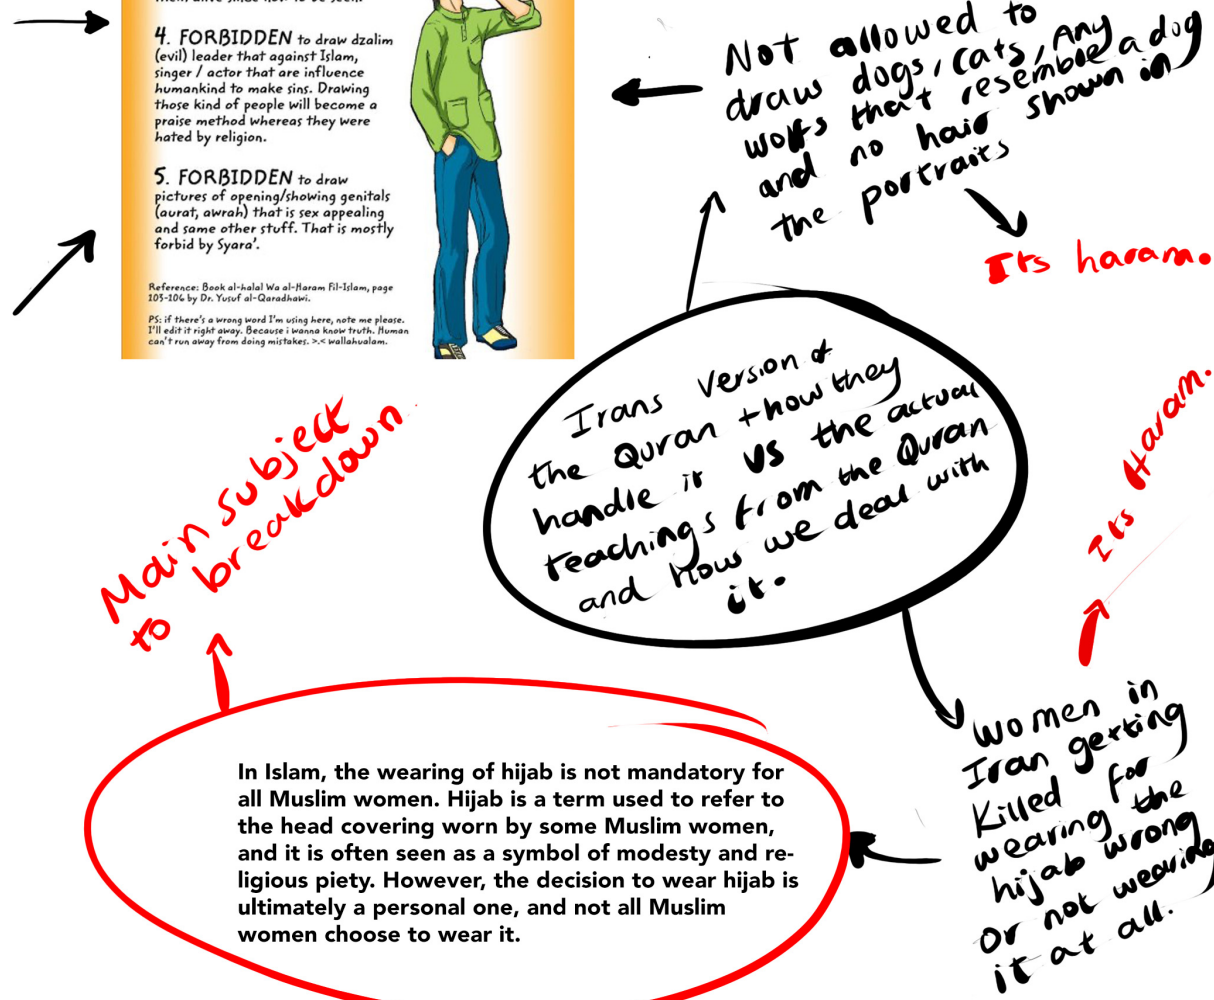 4. FORBIDDEN to draw dzalim
(evil) leader that against Islam,
singer / actor that are influence
humankind to make sins. Drawing
those kind of people will become a
praise method whereas they were
hated by religion.
5. FORBIDDEN to draw
pictures of opening/showing genitals
(aurat, awrah) that is sex appealing
and same other stuff. That is mostly
forbid by Syara'.
Reference: Book al-halal Wa al-Haram Fil-Islam, page
103-106 by Dr. Yusuf al-Qaradhawi.
PS: if there's a wrong word I'm using here, note me please.
I'll edit it right away. Because i wanna know truth. Human
can't run away from doing mistakes. >.< wallahualam.
Not allowed to
draw dogs, cats, Any
wolfs that resemble a dog
and no hair shown in
the portraits
Its haram.
Irans version of
the Quran + how they
handle it VS the actual
teachings from the Quran
and How we deal with
it.
Its Haram.
Main subject
to breakdown
Women in
Iran getting
Killed for
wearing the
hijab wrong
Or not wearing
it at all.
In Islam, the wearing of hijab is not mandatory for
all Muslim women. Hijab is a term used to refer to
the head covering worn by some Muslim women,
and it is often seen as a symbol of modesty and re-
ligious piety. However, the decision to wear hijab is
ultimately a personal one, and not all Muslim
women choose to wear it.